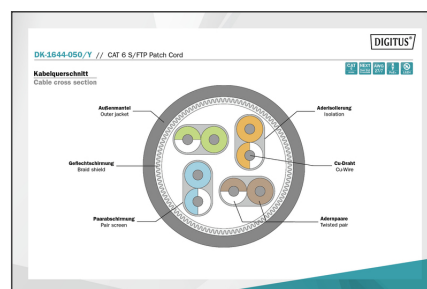 DIGITUS®
DK-1644-050/Y // CAT 6 S/FTP Patch Cord
Kabelquerschnitt
Cable cross section
Außenmantel
Outer jacket
Aderisolierung
Isolation
Geflechtschirmung
Braid shield
Cu-Draht
Cu-Wire
Paarabschirmung
Pair screen
Aderspaare
Twisted pair